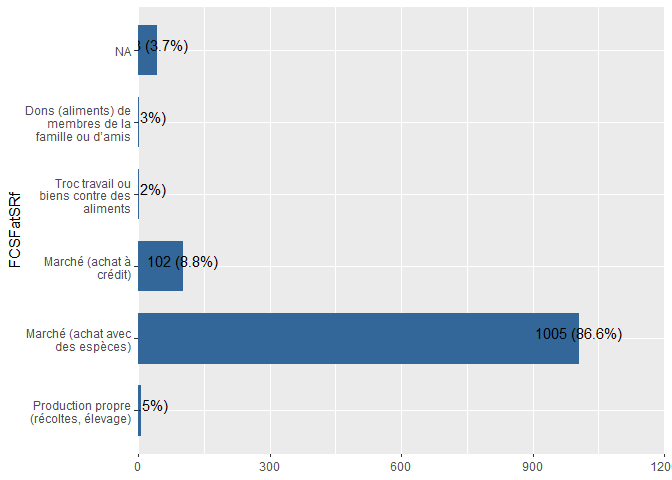 FCSFatSRf
NA
(3.7%)
Dons (aliments) de
membres de la
famille ou d'amis
3%)
Troc travail ou
biens contre des
aliments
2%)
Marché (achat à
crédit)
102 (8.8%)
Marché (achat avec
des espèces)
1005 (86.6%)
Production propre
(récoltes, élevage)
5%)
0
300
600
900
120